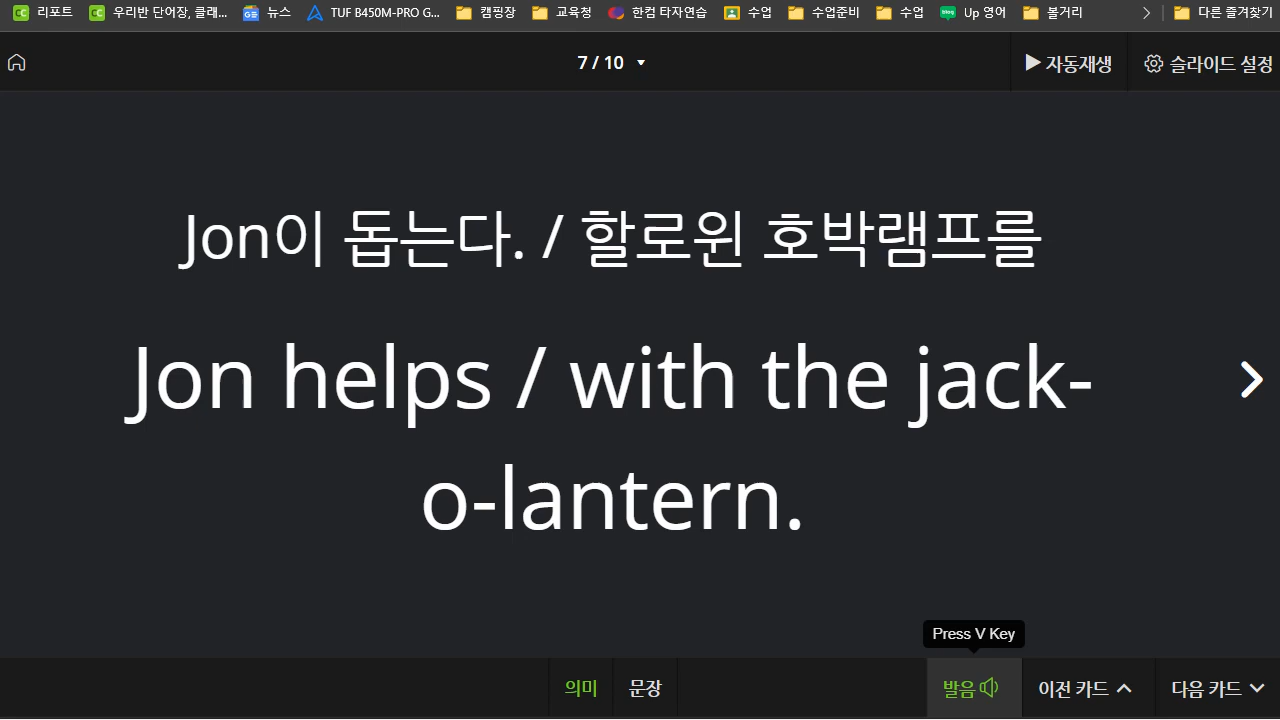 리포트 우리반 단어장, 클래... 뉴스 TUF B450M-PRO G... 캠핑장 교육청 한컴 타자연습 수업 수업준비 수업 Up 영어 볼거리 다른 즐겨찾기
7 / 10 자동재생 슬라이드 설정
Jon이 돕는다. / 할로윈 호박램프를
Jon helps / with the jack-
o-lantern.
Press V Key
의미 문장 발음 이전 카드 다음 카드